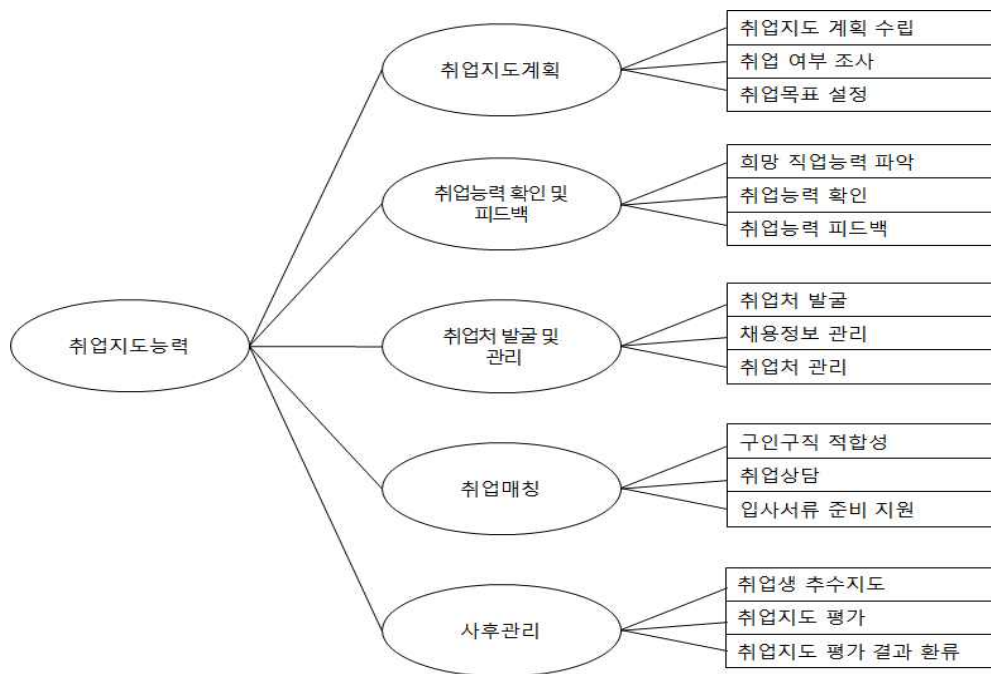 취업지도계획
취업지도 계획 수립
취업 여부 조사
취업목표 설정
취업능력 확인 및
피드백
희망 직업능력 파악
취업능력 확인
취업능력 피드백
취업지도능력
취업처 발굴 및
관리
취업처 발굴
채용정보 관리
취업처 관리
취업매칭
구인구직 적합성
취업상담
입사서류 준비 지원
사후관리
취업생 추수지도
취업지도 평가
취업지도 평가 결과 환류